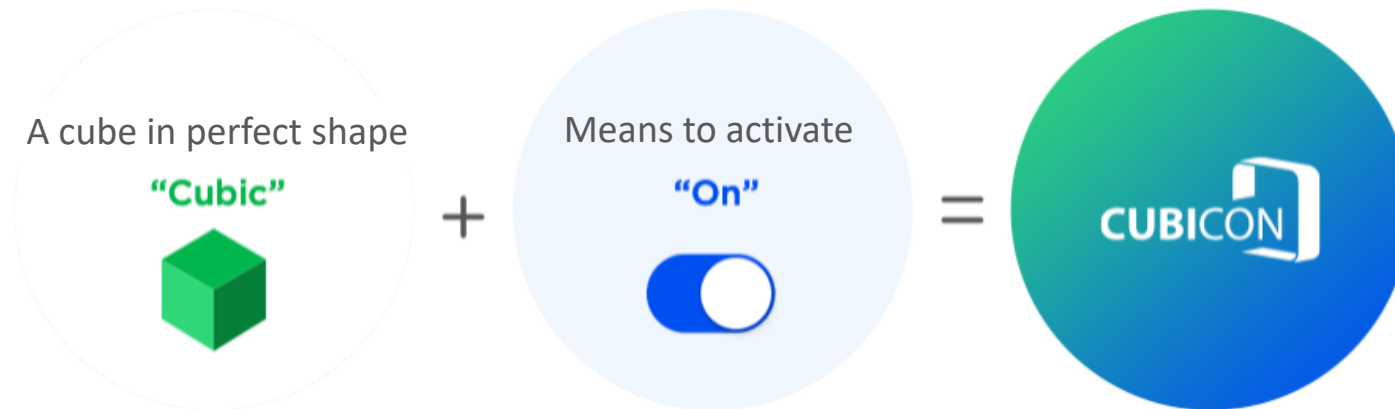 A cube in perfect shape
“Cubic”
+
Means to activate
“On”
=
CUBICON